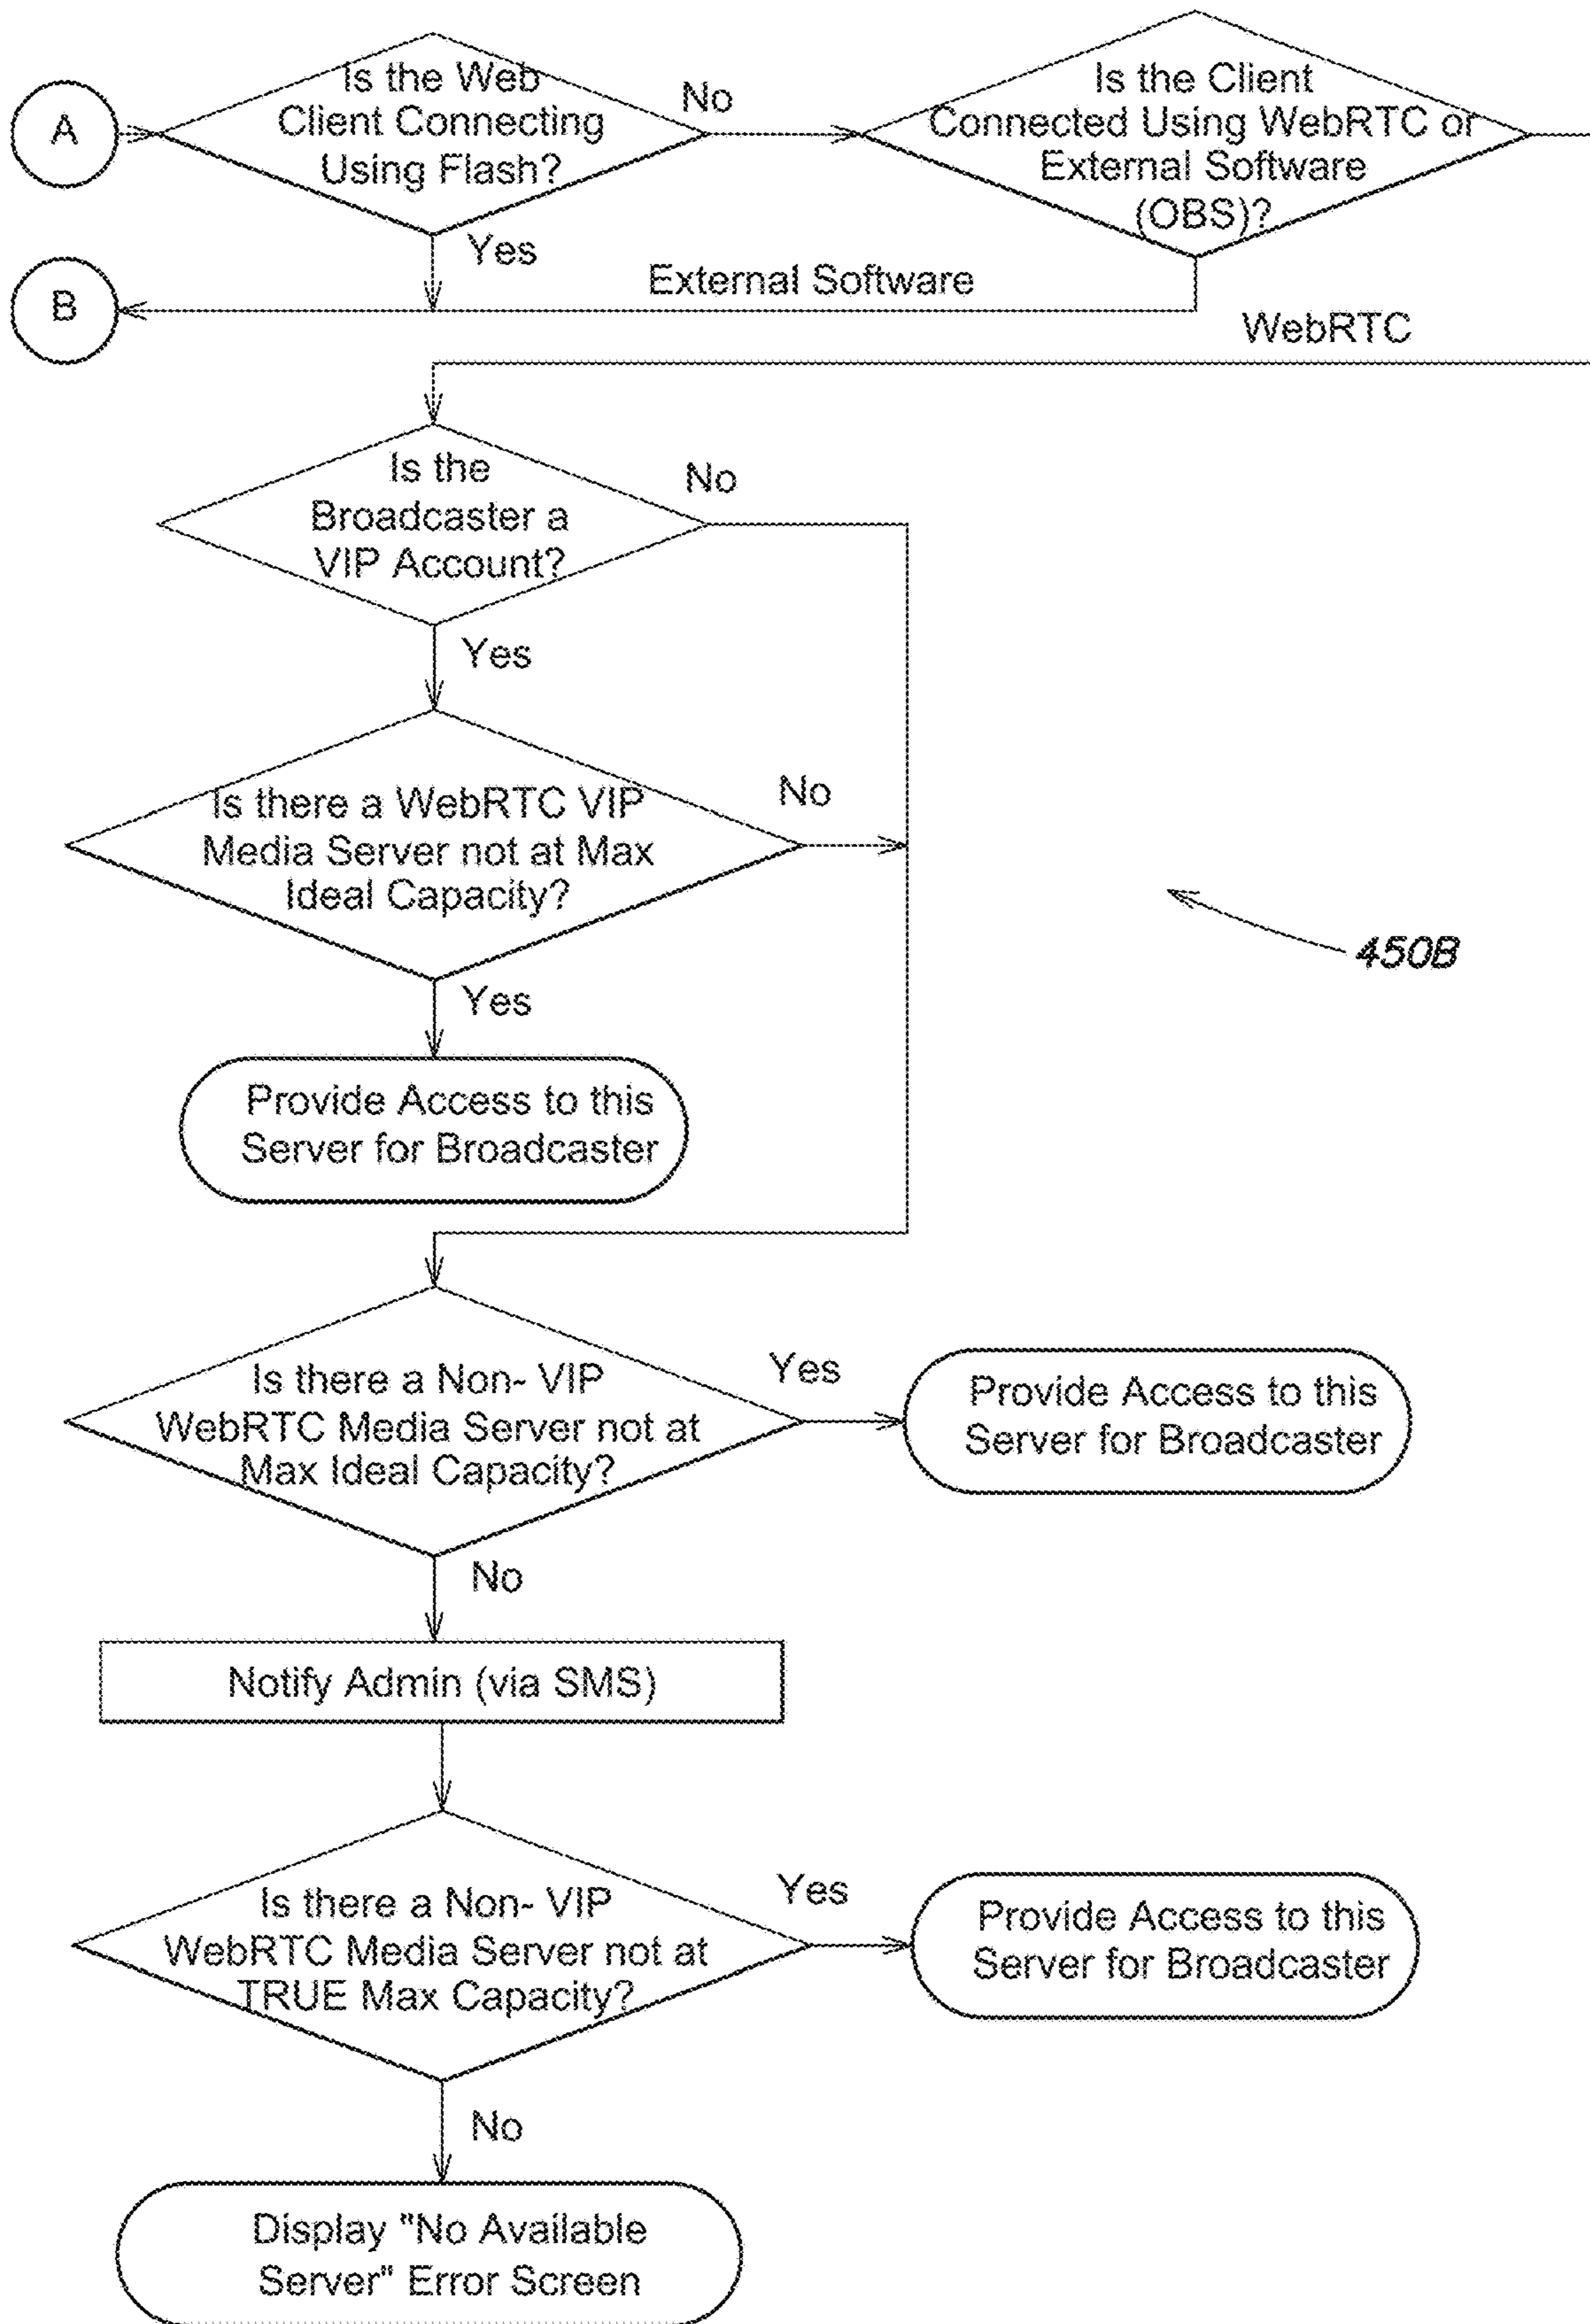 A
Is the Web
Client Connecting
Using Flash?
No
Is the Client
Connected Using WebRTC or
External Software
(OBS)?
Yes
External Software
B
WebRTC
Is the
Broadcaster a
VIP Account?
No
Yes
Is there a WebRTC VIP
Media Server not at Max
Ideal Capacity?
No
450B
Yes
Provide Access to this
Server for Broadcaster
Is there a Non- VIP
WebRTC Media Server not at
Max Ideal Capacity?
Yes
Provide Access to this
Server for Broadcaster
No
Notify Admin (via SMS)
Is there a Non- VIP
WebRTC Media Server not at
TRUE Max Capacity?
Yes
Provide Access to this
Server for Broadcaster
No
Display "No Available
Server" Error Screen